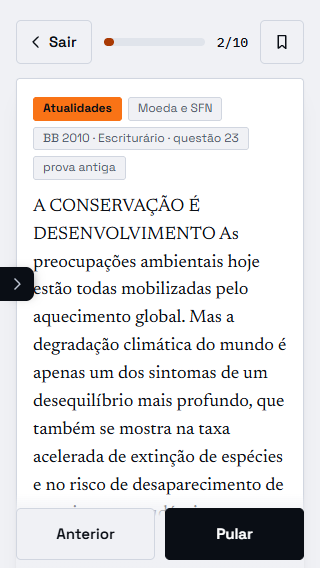 Sair
2/10
Atualidades
Moeda e SFN
BB 2010 · Escriturário · questão 23
prova antiga
A CONSERVAÇÃO É
DESENVOLVIMENTO As
preocupações ambientais hoje
estão todas mobilizadas pelo
aquecimento global. Mas a
degradação climática do mundo é
apenas um dos sintomas de um
desequilíbrio mais profundo, que
também se mostra na taxa
acelerada de extinção de espécies
e no risco de desaparecimento de
Anterior
Pular